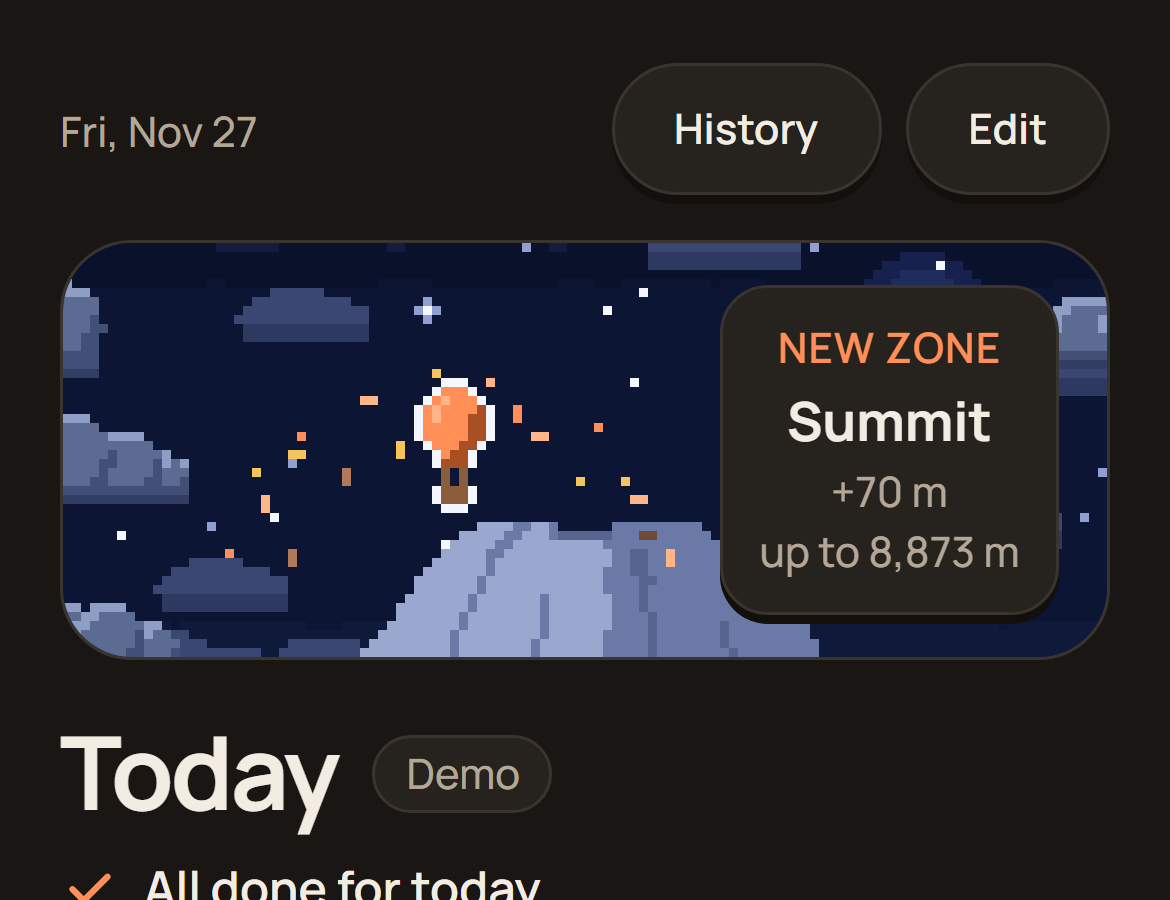 Fri, Nov 27
History
Edit
NEW ZONE
Summit
+70 m
up to 8,873 m
Today
Demo
All done for today